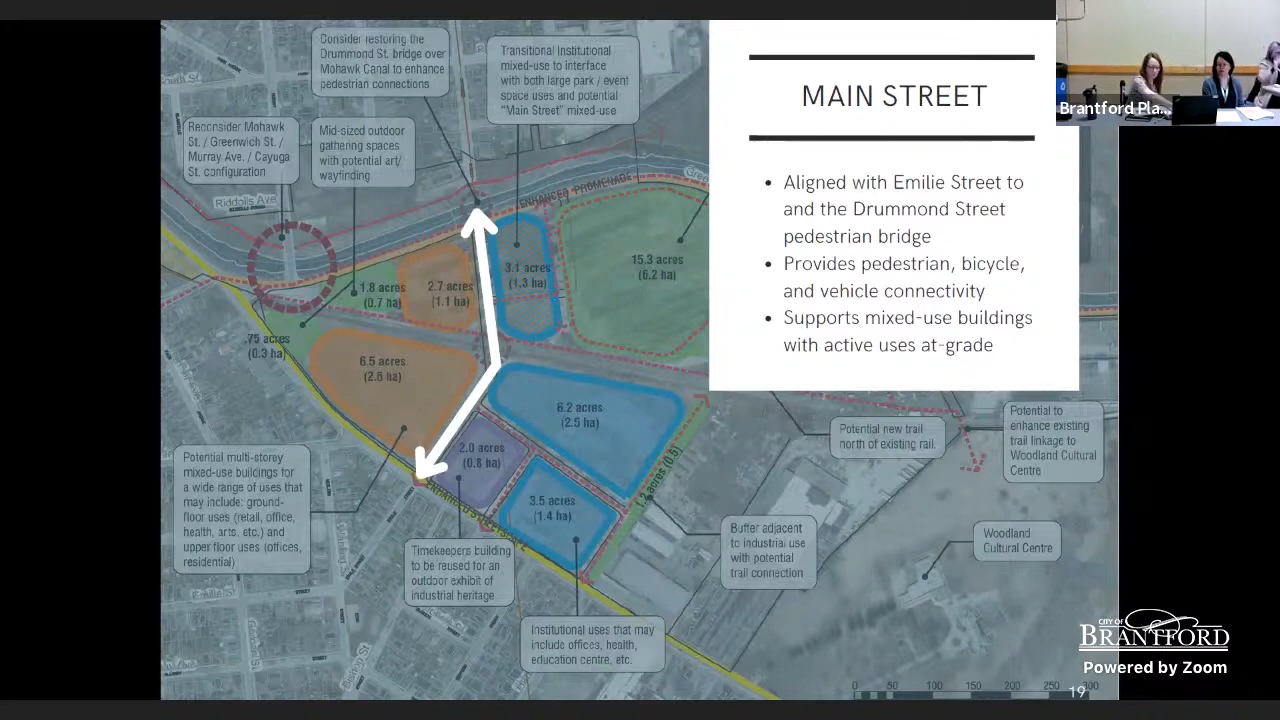 Consider restoring the
Drummond St. bridge over
Mohawk Canal to enhance
pedestrian connections
Transitional Institutional
mixed-use to interface
with both large park / event
space uses and potential
"Main Street" mixed-use
Reconsider Mohawk
St. / Greenwich St. /
Murray Ave. / Cayuga
St. configuration
Mid-sized outdoor
gathering spaces
with potential art/
wayfinding
Riddolls Ave
ENHANCED PROMENADE
MAIN STREET
• Aligned with Emilie Street to
and the Drummond Street
pedestrian bridge
• Provides pedestrian, bicycle,
and vehicle connectivity
• Supports mixed-use buildings
with active uses at-grade
Brantford Pla...
1.8 acres
(0.7 ha)
2.7 acres
(1.1 ha)
3.1 acres
(1.3 ha)
15.3 acres
(6.2 ha)
.75 acres
(0.3 ha)
6.5 acres
(2.6 ha)
6.2 acres
(2.5 ha)
2.0 acres
(0.8 ha)
3.5 acres
(1.4 ha)
1.2 acres (0.5)
Potential new trail
north of existing rail.
Potential to
enhance existing
trail linkage to
Woodland Cultural
Centre
Potential multi-storey
mixed-use buildings for
a wide range of uses that
may include: ground-
floor uses (retail, office,
health, arts, etc.) and
upper floor uses (offices,
residential)
Timekeepers building
to be reused for an
outdoor exhibit of
industrial heritage
Buffer adjacent
to industrial use
with potential
trail connection
Woodland
Cultural Centre
Institutional uses that may
include offices, health,
education centre, etc.
CITY OF
BRANTFORD
Powered by Zoom
0 50 100 150 200 250 300
19